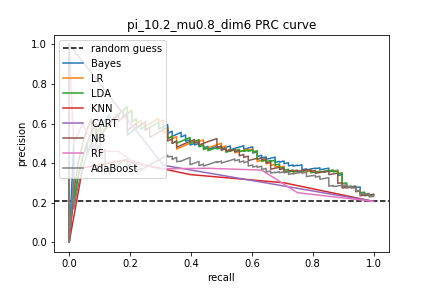 pi_10.2_mu0.8_dim6 PRC curve
precision
1.0
0.8
0.6
0.4
0.2
0.0
random guess
Bayes
LR
LDA
KNN
CART
NB
RF
AdaBoost
0.0 0.2 0.4 0.6 0.8 1.0
recall